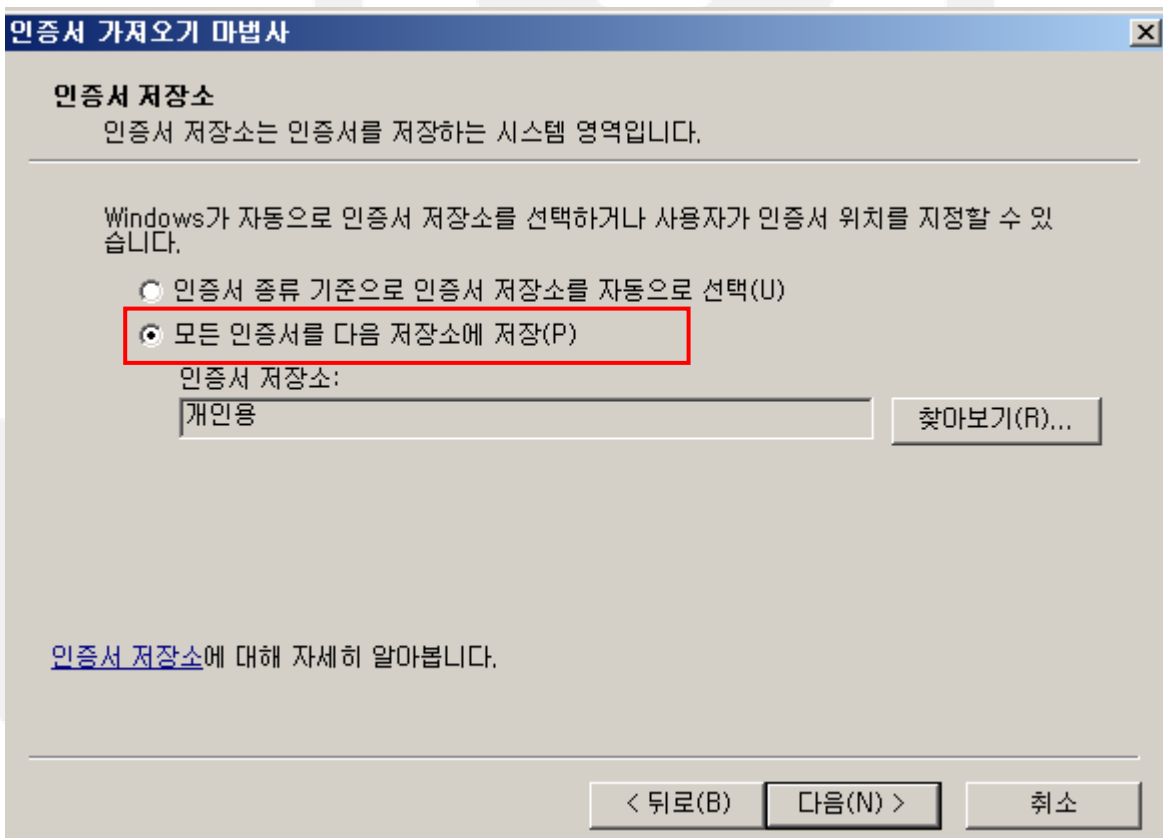 인증서 가져오기 마법사
인증서 저장소
인증서 저장소는 인증서를 저장하는 시스템 영역입니다.
Windows가 자동으로 인증서 저장소를 선택하거나 사용자가 인증서 위치를 지정할 수 있
습니다.
인증서 종류 기준으로 인증서 저장소를 자동으로 선택(U)
모든 인증서를 다음 저장소에 저장(P)
인증서 저장소:
개인용
찾아보기(R)...
인증서 저장소에 대해 자세히 알아봅니다.
< 뒤로(B) 다음(N) > 취소